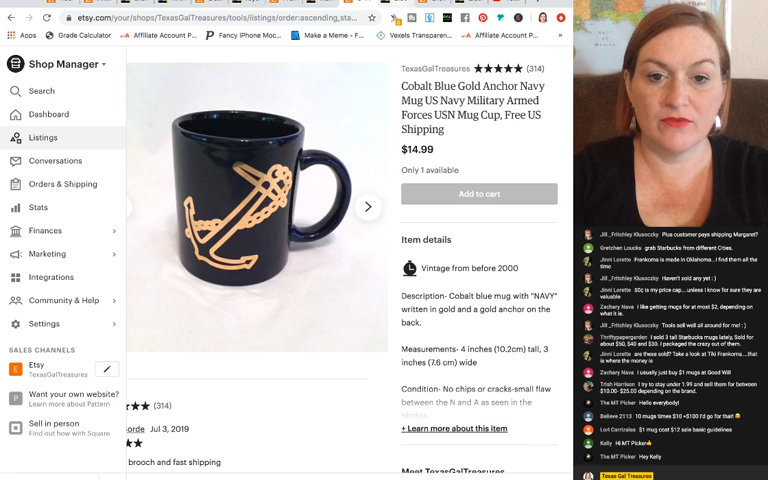 etsy.com/your/shops/TexasGalTreasures/tools/listings/order:ascending,sta...
Apps
Grade Calculator
Affiliate Account P...
Fancy iPhone Moc...
Make a Meme - F...
Vexels Transparen...
Affiliate Account P...
»
Shop Manager
Search
Dashboard
Listings
Conversations
Orders & Shipping
Stats
Finances
Marketing
Integrations
Community & Help
Settings
SALES CHANNELS
E
Etsy
TexasGalTreasures
P
Want your own website?
Learn more about Pattern
Sell in person
Find out how with Square
TexasGalTreasures ★★★★★ (314)
Cobalt Blue Gold Anchor Navy
Mug US Navy Military Armed
Forces USN Mug Cup, Free US
Shipping
$14.99
Only 1 available
Add to cart
Item details
Vintage from before 2000
Description- Cobalt blue mug with "NAVY"
written in gold and a gold anchor on the
back.
Measurements- 4 inches (10.2cm) tall, 3
inches (7.6 cm) wide
Condition- No chips or cracks-small flaw
between the N and A as seen in the
photos.
+ Learn more about this item
Meet TexasGalTreasures
★★ (314)
orde Jul 3, 2019
★★
brooch and fast shipping
Jill_Fritchley Klusoczky Plus customer pays shipping Margaret?
Gretchen Loucks grab Starbucks from different Cities.
Jinni Lorette Frankoma is made in Oklahoma...I find them all the
time
Jill_Fritchley Klusoczky Haven't sold any yet : )
Jinni Lorette 50¢ is my price cap... unless I know for sure they are
valuable
Zachary Nava I like getting mugs for at most $2, depending on
what it is.
Jill_Fritchley Klusoczky Tools sell well all around for me! : )
Thriftypapergarden I sold 3 tall Starbucks mugs lately, Sold for
about $50, $40 and $30. I packaged the crazy out of them.
Jinni Lorette are these sold? Take a look at Tiki Frankoma....that
is where the money is
Zachary Nava I usually just buy $1 mugs at Good Will
Trish Harrison I try to stay under 1.99 and sell them for between
$10.00- $25.00 depending on the brand.
The MT Picker Hello everybody!
Believe 2113 10 mugs times $10 =$100 I'd go for that! 😂
Lori Carrizales $1 mug cost $12 sale basic guidelines
Kelly Hi MT Picker👍
The MT Picker Hey Kelly
Texas Gal Treasures